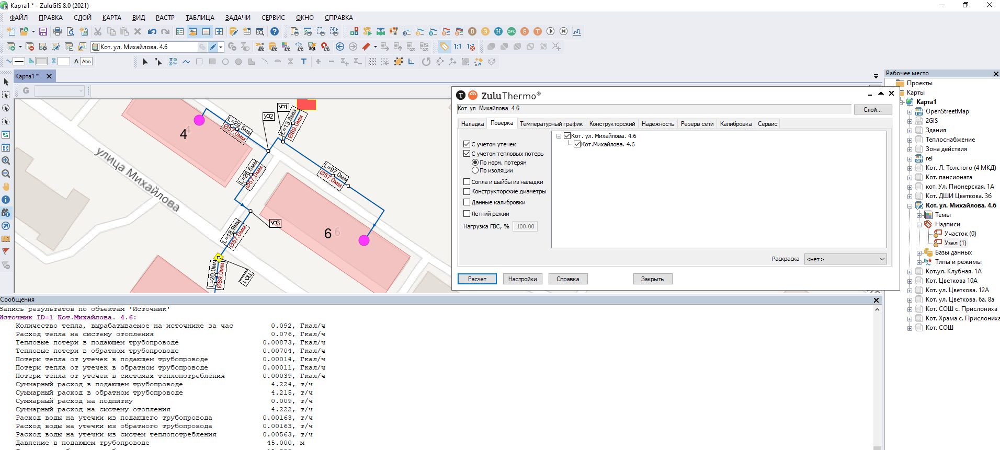 Карта1 * - ZuluGIS 8.0 (2021)
ФАЙЛ ПРАВКА СЛОЙ КАРТА ВИД РАСТР ТАБЛИЦА ЗАДАЧИ СЕРВИС ОКНО СПРАВКА
Кот. ул. Михайлова. 4.6
SQL
1:1
A Abc
Карта1 *
G
4
6
6
улица Михайлова
L=29.5мм
Ø57.0мм
Уп2
Уп1
L=13.8мм
Ø89.0мм
L=26.6мм
Ø57.0мм
L=97.0мм
Ø57.0мм
Уп3
L=18.9мм
Ø57.0мм
L=20.0мм
Ø89.0мм
ZuluThermo®
Кот. ул. Михайлова. 4.6
Слой...
Наладка Поверка Температурный график Конструкторский Надежность Резерв сети Калибровка Сервис
С учетом утечек
С учетом тепловых потерь
По норм. потерям
По изоляции
Сопла и шайбы из наладки
Конструкторские диаметры
Данные калибровки
Летний режим
Нагрузка ГВС, % 100.00
Кот. ул. Михайлова. 4.6
Кот.Михайлова. 4.6
Раскраска <нет>
Расчет Настройки Справка Закрыть
Рабочее место
Проекты
Карты
Карта1
OpenStreetMap
2GIS
Здания
Теплоснабжение
Зона действия
rel
Кот. Л. Толстого (4 МКД)
Кот. пансионата
кот. Ул. Пионерская. 1А
Кот. ДШИ Цветкова. 36
Кот. ул. Михайлова. 4.6
Темы
Надписи
Участок (0)
Узел (1)
Базы данных
Типы и режимы
Кот.ул. Клубная. 1А
Кот. Цветкова 10А
Кот. ул. Цветкова. 12А
Кот. ул. Цветкова. 6а. 8а
Кот. СОШ с. Прислониха
Кот. Храма с. Прислониха
Кот. СОШ
Сообщения
Запись результатов по объектам 'Источник'
Источник ID=1 Кот.Михайлова. 4.6:
Количество тепла, вырабатываемое на источнике за час 0.092, Гкал/ч
Расход тепла на систему отопления 0.076, Гкал/ч
Тепловые потери в подающем трубопроводе 0.00873, Гкал/ч
Тепловые потери в обратном трубопроводе 0.00704, Гкал/ч
Потери тепла от утечек в подающем трубопроводе 0.00014, Гкал/ч
Потери тепла от утечек в обратном трубопроводе 0.00011, Гкал/ч
Потери тепла от утечек в системах теплопотребления 0.00039, Гкал/ч
Суммарный расход в подающем трубопроводе 4.224, т/ч
Суммарный расход в обратном трубопроводе 4.215, т/ч
Суммарный расход на подпитку 0.009, т/ч
Суммарный расход на систему отопления 4.222, т/ч
Расход воды на утечки из подающего трубопровода 0.00163, т/ч
Расход воды на утечки из обратного трубопровода 0.00163, т/ч
Расход воды на утечки из систем теплопотребления 0.00563, т/ч
Давление в подающем трубопроводе 45.000, м